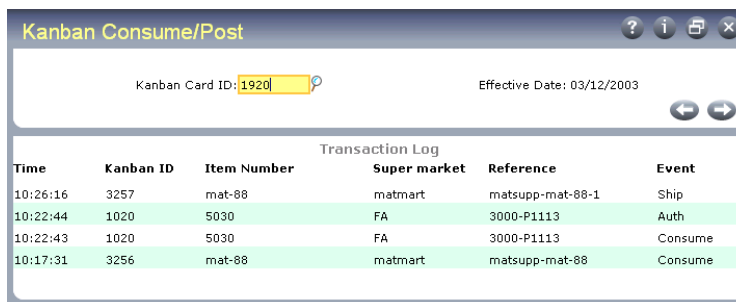 Kanban Consume/Post
Kanban Card ID: 1920 Effective Date: 03/12/2003
Transaction Log
Time Kanban ID Item Number Super market Reference Event
10:26:16 3257 mat-88 matmart matsupp-mat-88-1 Ship
10:22:44 1020 5030 FA 3000-P1113 Auth
10:22:43 1020 5030 FA 3000-P1113 Consume
10:17:31 3256 mat-88 matmart matsupp-mat-88 Consume